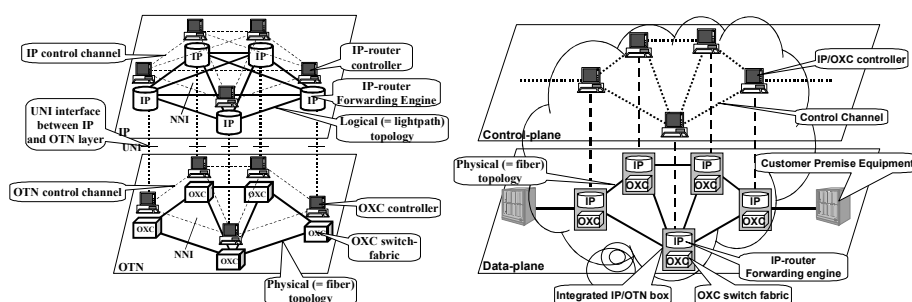 IP control channel
IP-router
controller
IP
IP
IP
IP
IP
IP-router
Forwarding Engine
UNI interface
between IP
and OTN layer
NNI
Logical (= lightpath)
topology
IP
UNI
OTN control channel
OXC
OXC
OXC
OXC
OXC
OXC controller
OXC switch-
fabric
NNI
OTN
Physical (= fiber)
topology
IP/OXC controller
Control Channel
Control-plane
Physical (= fiber)
topology
Customer Premise Equipment
IP
OXC
IP
OXC
IP
OXC
IP
OXC
IP
OXC
IP-router
Forwarding engine
Data-plane
Integrated IP/OTN box
OXC switch fabric